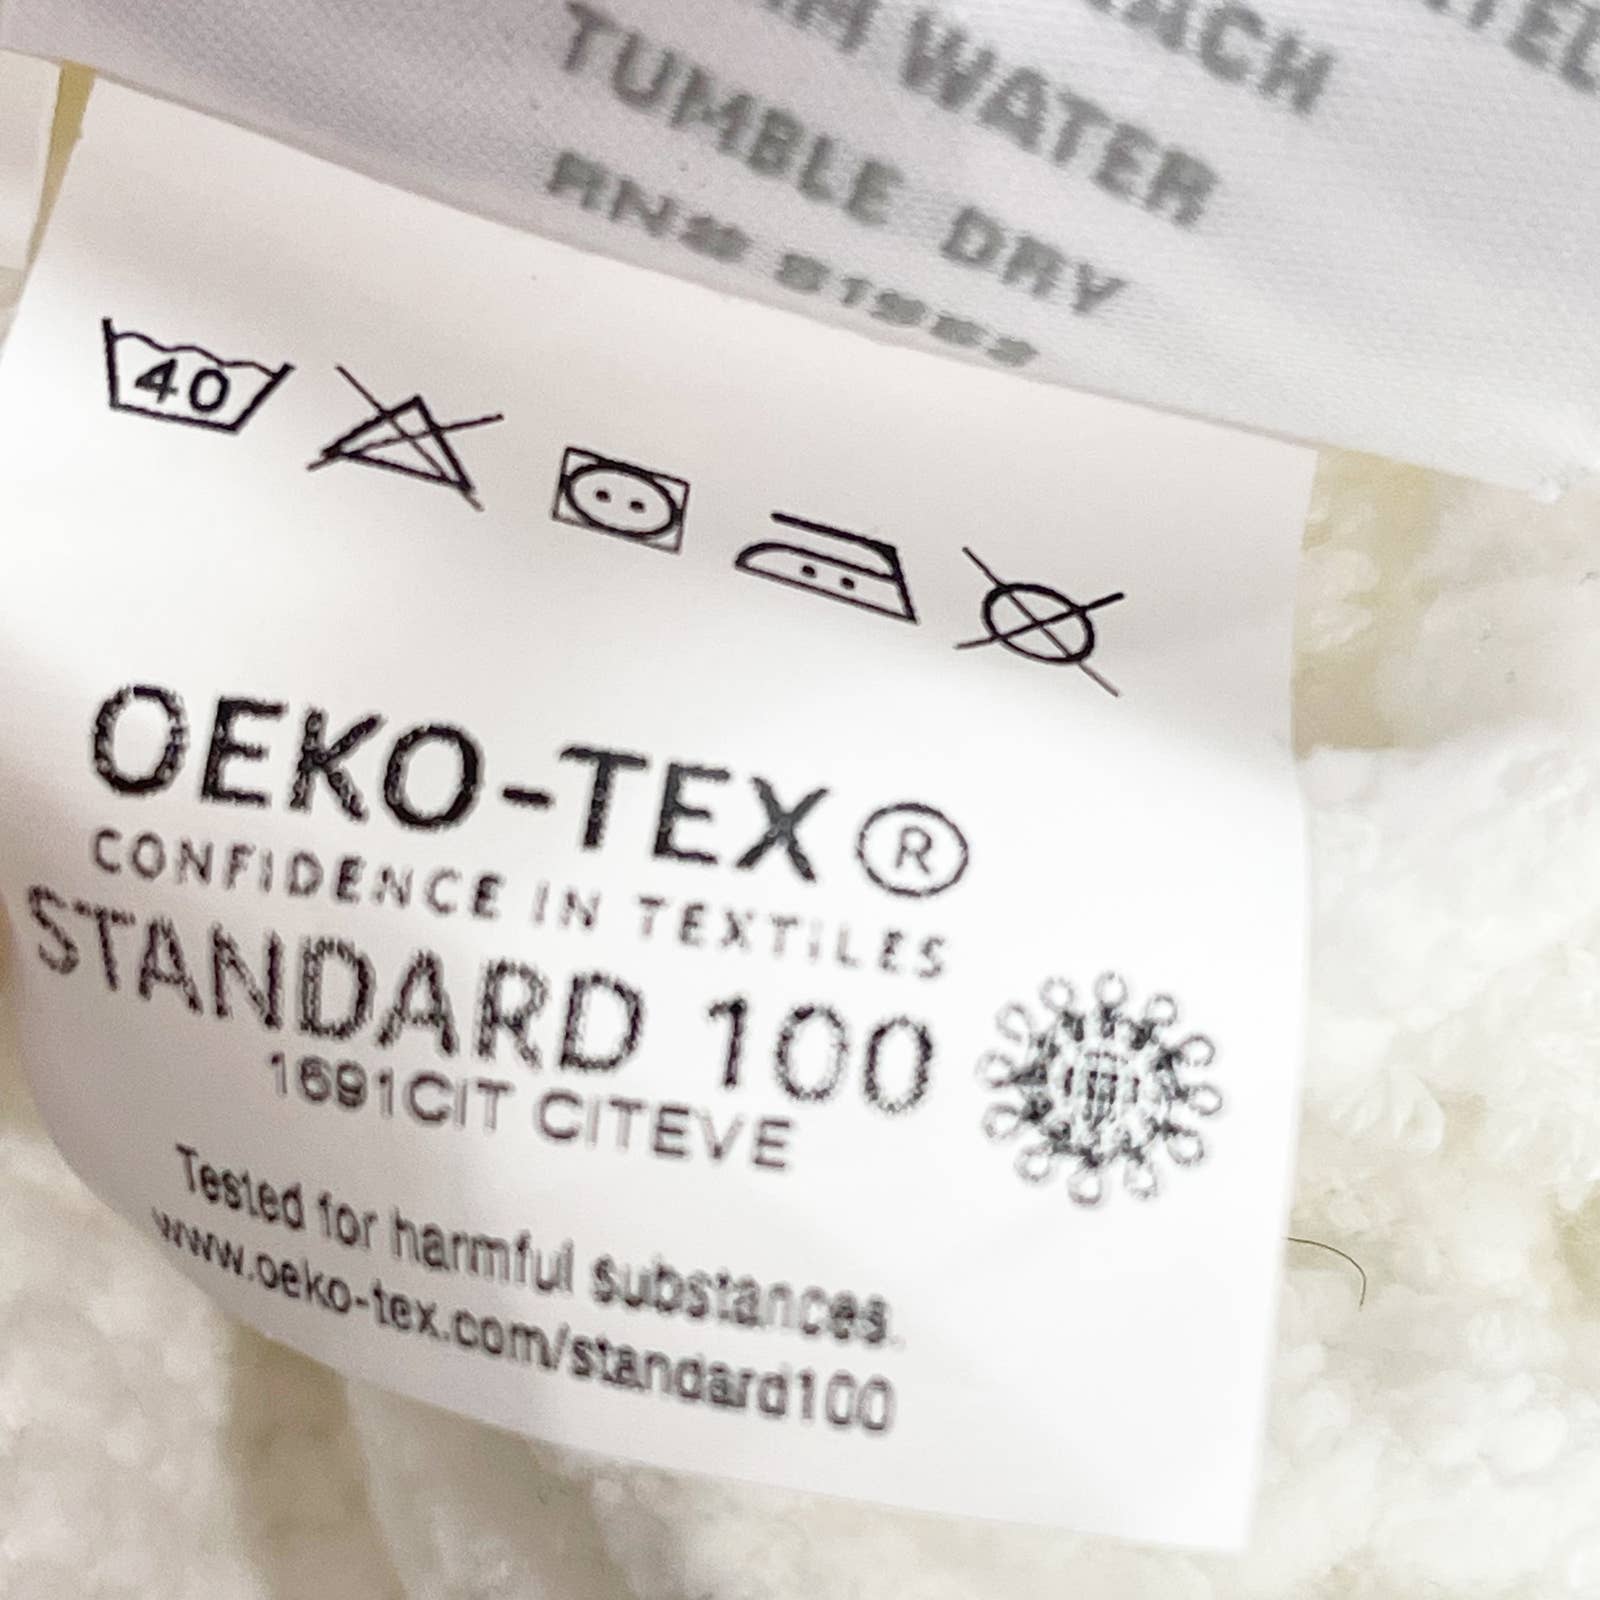 WATER
TUMBLE DRY
40
OEKO-TEX®
CONFIDENCE IN TEXTILES
STANDARD 100
1691CIT CITEVE
Tested for harmful substances.
www.oeko-tex.com/standard100